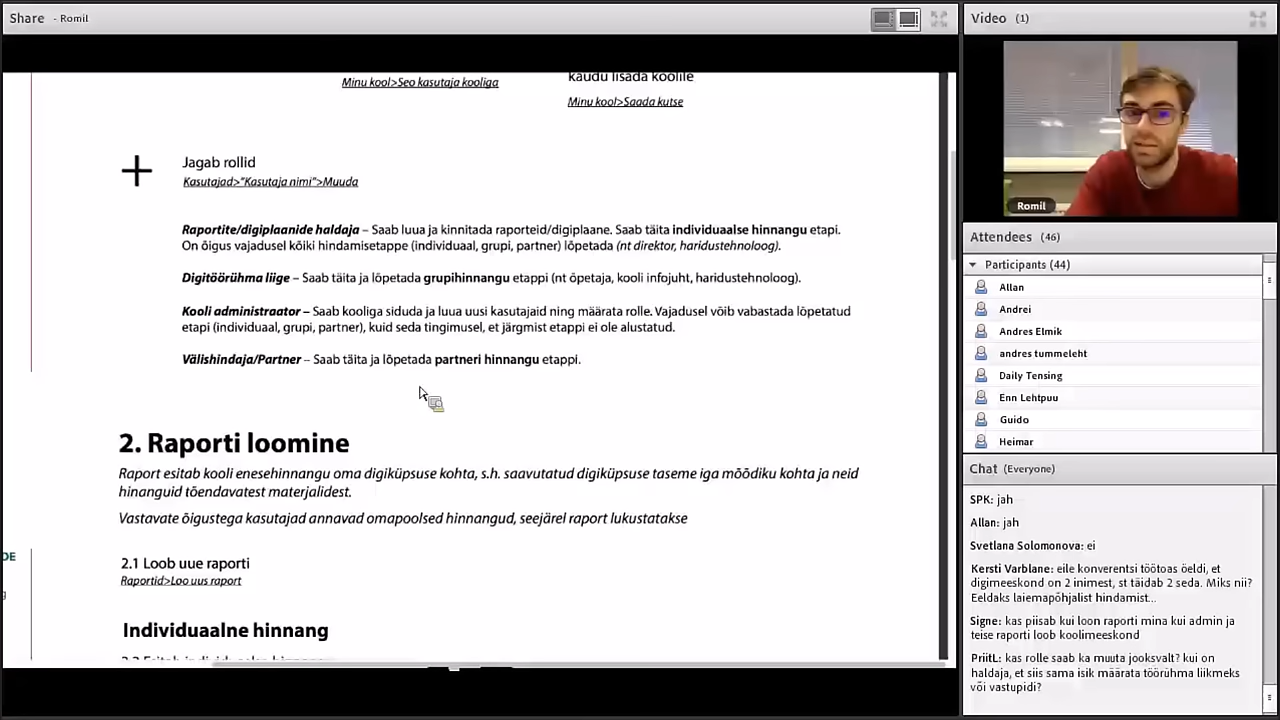 Share - Romil
Minu kool>Seo kasutaja kooliga
kaudu lisada koolile
Minu kool>Saada kutse
Jagab rollid
Kasutajad>"Kasutaja nimi">Muuda
Raportite/digiplaanide haldaja – Saab luua ja kinnitada raporteid/digiplaane. Saab täita individuaalse hinnangu etapi.
On õigus vajadusel kõiki hindamisetappe (individuaal, grupi, partner) lõpetada (nt direktor, haridustehnoloog).
Digitöörühma liige – Saab täita ja lõpetada grupihinnangu etappi (nt õpetaja, kooli infojuht, haridustehnoloog).
Kooli administraator – Saab kooliga siduda ja luua uusi kasutajaid ning määrata rolle. Vajadusel võib vabastada lõpetatud
etapi (individuaal, grupi, partner), kuid seda tingimusel, et järgmist etappi ei ole alustatud.
Välishindaja/Partner – Saab täita ja lõpetada partneri hinnangu etappi.
2. Raporti loomine
Raport esitab kooli enesehinnangu oma digiküpsuse kohta, s.h. saavutatud digiküpsuse taseme iga mõõdiku kohta ja neid
hinnanguid tõendavatest materjalidest.
Vastavate õigustega kasutajad annavad omapoolsed hinnangud, seejärel raport lukustatakse
DE
2.1 Loob uue raporti
Raportid>Loo uus raport
g
Individuaalne hinnang
Video (1)
Romil
Attendees (46)
Participants (44)
Allan
Andrei
Andres Elmik
andres tummeleht
Daily Tensing
Enn Lehtpuu
Guido
Heimar
Chat (Everyone)
SPK: jah
Allan: jah
Svetlana Solomonova: ei
Kersti Varblane: eile konverentsi töötoas öeldi, et
digimeeskond on 2 inimest, st täidab 2 seda. Miks nii?
Eeldaks laiemapõhjalist hindamist...
Signe: kas piisab kui loon raporti mina kui admin ja
teise raporti loob koolimeeskond
PriitL: kas rolle saab ka muuta jooksvalt? kui on
haldaja, et siis sama isik määrata töörühma liikmeks
või vastupidi?